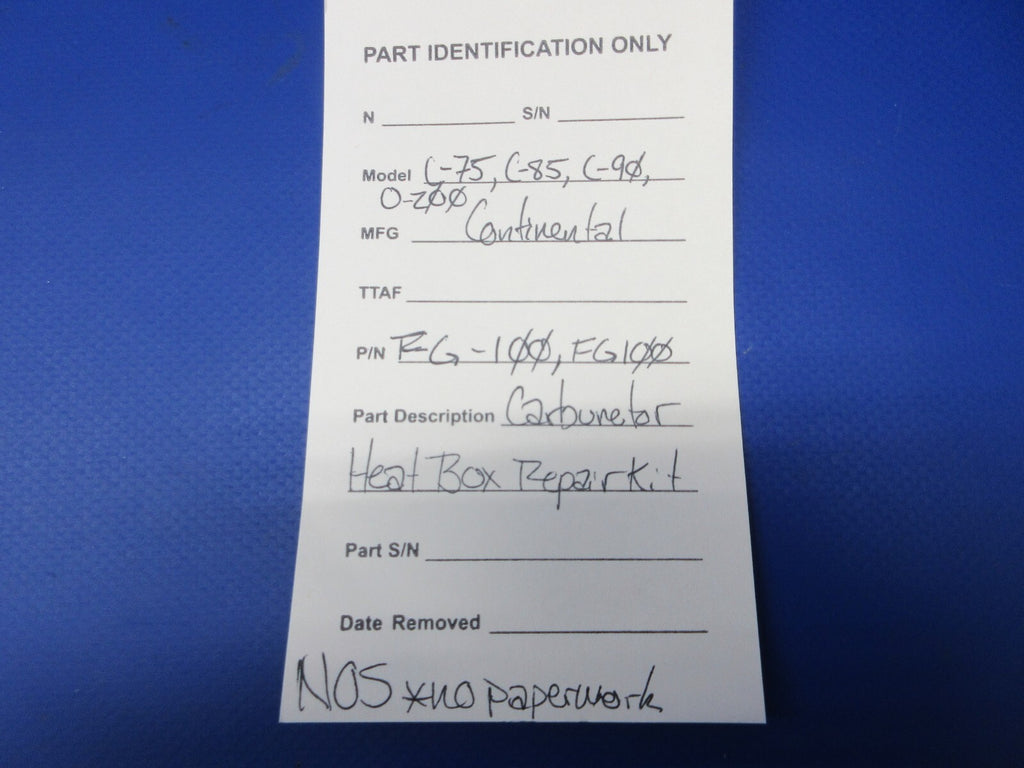 PART IDENTIFICATION ONLY
N S/N
Model C-75, C-85, C-90,
O-200
MFG Continental
TTAF
P/N FG-100, FG100
Part Description Carburetor
Heat Box Repair Kit
Part S/N
Date Removed
NOS *no paperwork